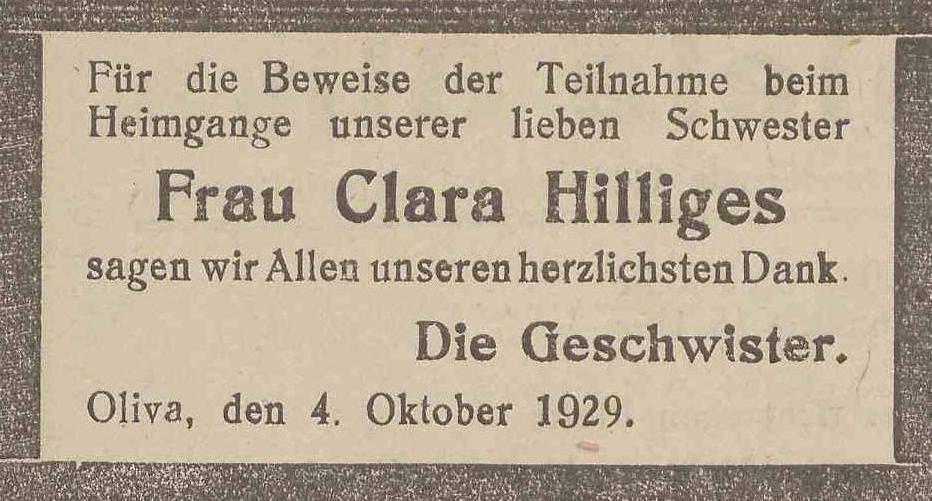 Für die Beweise der Teilnahme beim
Heimgange unserer lieben Schwester
Frau Clara Hilliges
sagen wir Allen unseren herzlichsten Dank.
Die Geschwister.
Oliva, den 4. Oktober 1929.